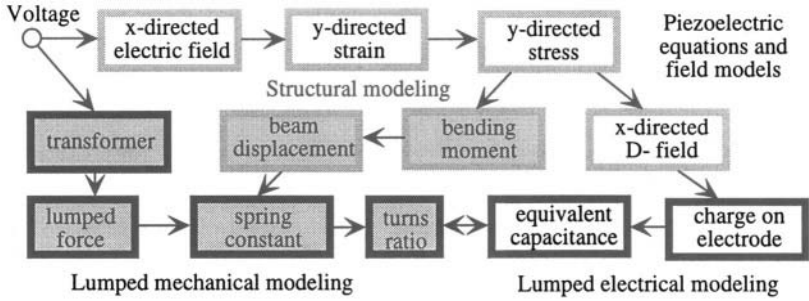 Voltage
x-directed
electric field
y-directed
strain
y-directed
stress
Piezoelectric
equations and
field models
Structural modeling
transformer
beam
displacement
bending
moment
x-directed
D- field
lumped
force
spring
constant
turns
ratio
equivalent
capacitance
charge on
electrode
Lumped mechanical modeling
Lumped electrical modeling